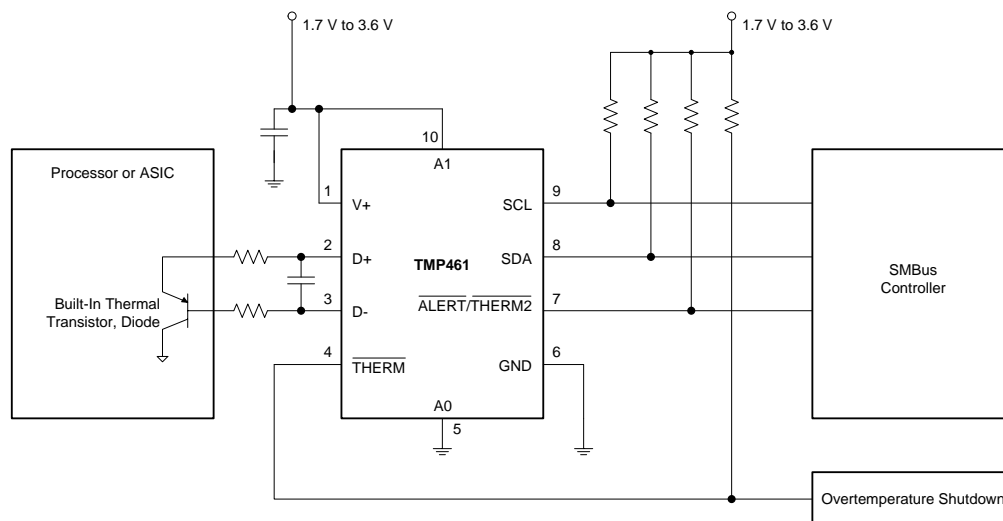 1.7 V to 3.6 V
1.7 V to 3.6 V
Processor or ASIC
Built-In Thermal
Transistor, Diode
10
A1
1
V+
2
D+
3
D-
4
THERM
TMP461
SCL
9
SDA
8
ALERT/THERM2
7
GND
6
A0
5
SMBus
Controller
Overtemperature Shutdown